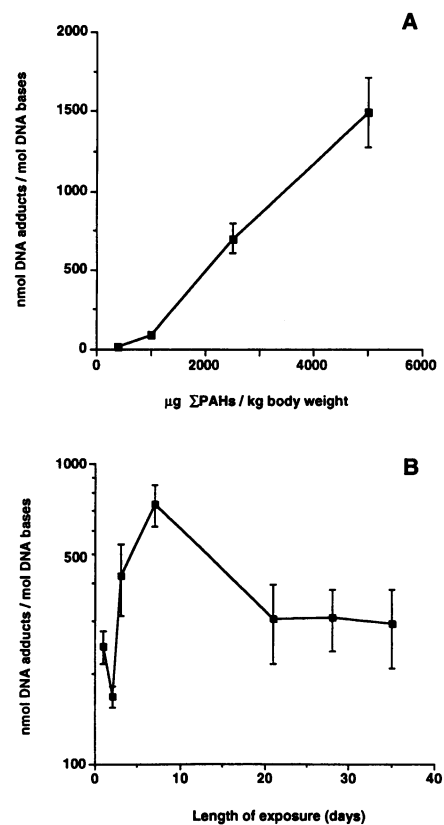 A
nmol DNA adducts / mol DNA bases
2000
1500
1000
500
0
0 2000 4000 6000
µg ∑PAHs / kg body weight
B
nmol DNA adducts / mol DNA bases
1000
500
100
0 10 20 30 40
Length of exposure (days)